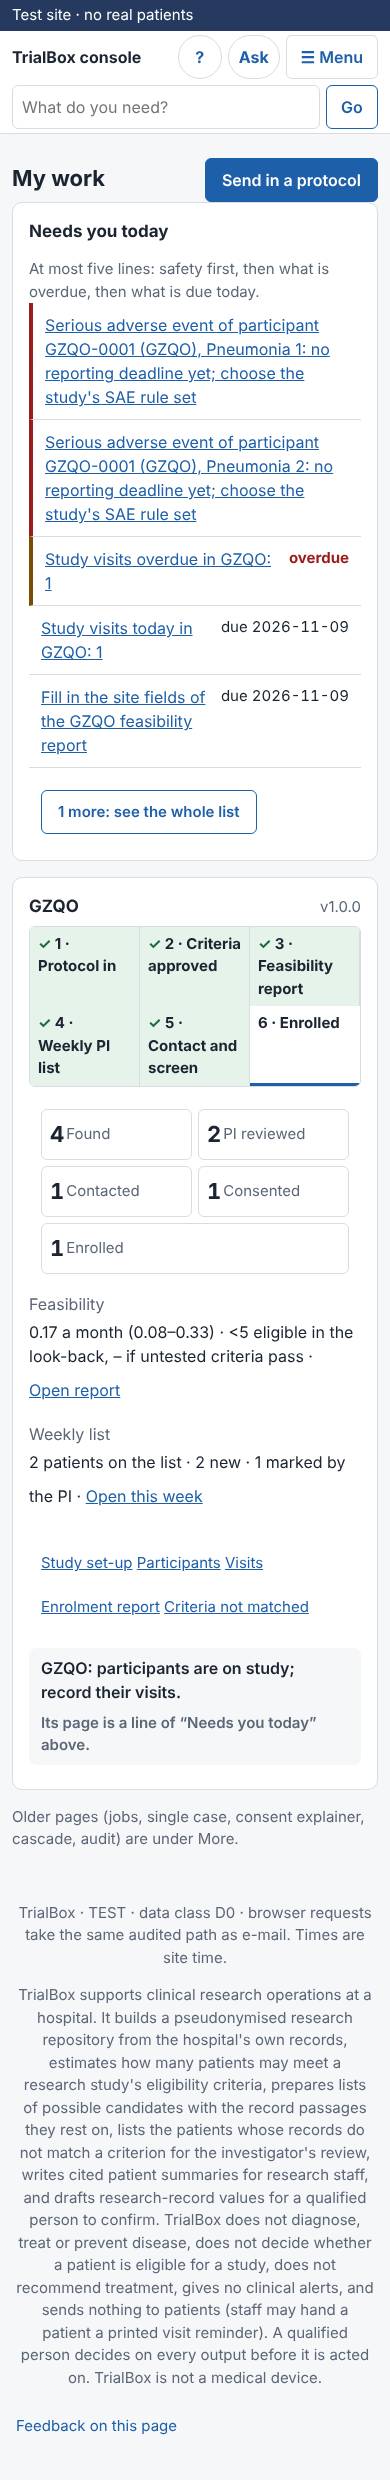 Test site · no real patients
TrialBox console
?
Ask
☰ Menu
What do you need?
Go
My work
Send in a protocol
Needs you today
At most five lines: safety first, then what is
overdue, then what is due today.
Serious adverse event of participant
GZQO-0001 (GZQO), Pneumonia 1: no
reporting deadline yet; choose the
study's SAE rule set
Serious adverse event of participant
GZQO-0001 (GZQO), Pneumonia 2: no
reporting deadline yet; choose the
study's SAE rule set
Study visits overdue in GZQO:
1
overdue
Study visits today in
GZQO: 1
due 2026-11-09
Fill in the site fields of
the GZQO feasibility
report
due 2026-11-09
1 more: see the whole list
GZQO
v1.0.0
✓ 1 ·
Protocol in
✓ 2 · Criteria
approved
✓ 3 ·
Feasibility
report
✓ 4 ·
Weekly PI
list
✓ 5 ·
Contact and
screen
6 · Enrolled
4 Found
2 PI reviewed
1 Contacted
1 Consented
1 Enrolled
Feasibility
0.17 a month (0.08–0.33) · <5 eligible in the
look-back, – if untested criteria pass ·
Open report
Weekly list
2 patients on the list · 2 new · 1 marked by
the PI · Open this week
Study set-up Participants Visits
Enrolment report Criteria not matched
GZQO: participants are on study;
record their visits.
Its page is a line of “Needs you today”
above.
Older pages (jobs, single case, consent explainer,
cascade, audit) are under More.
TrialBox · TEST · data class D0 · browser requests
take the same audited path as e-mail. Times are
site time.
TrialBox supports clinical research operations at a
hospital. It builds a pseudonymised research
repository from the hospital's own records,
estimates how many patients may meet a
research study's eligibility criteria, prepares lists
of possible candidates with the record passages
they rest on, lists the patients whose records do
not match a criterion for the investigator's review,
writes cited patient summaries for research staff,
and drafts research-record values for a qualified
person to confirm. TrialBox does not diagnose,
treat or prevent disease, does not decide whether
a patient is eligible for a study, does not
recommend treatment, gives no clinical alerts, and
sends nothing to patients (staff may hand a
patient a printed visit reminder). A qualified
person decides on every output before it is acted
on. TrialBox is not a medical device.
Feedback on this page